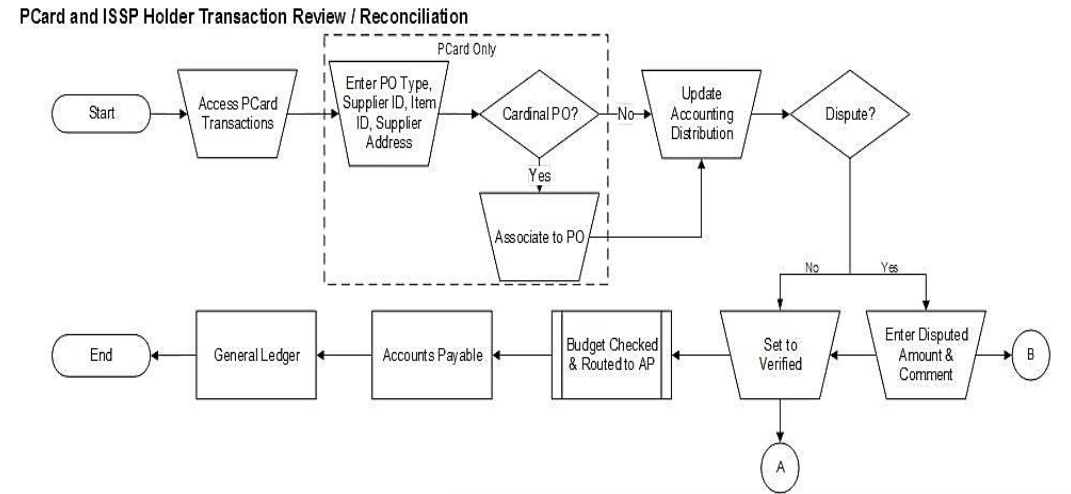 PCard and ISSP Holder Transaction Review / Reconciliation
PCard Only
Start
Access PCard
Transactions
Enter PO Type,
Supplier ID, Item
ID, Supplier
Address
Cardinal PO?
No
Update
Accounting
Distribution
Dispute?
Yes
Associate to PO
No
Yes
End
General Ledger
Accounts Payable
Budget Checked
& Routed to AP
Set to
Verified
Enter Disputed
Amount &
Comment
B
A